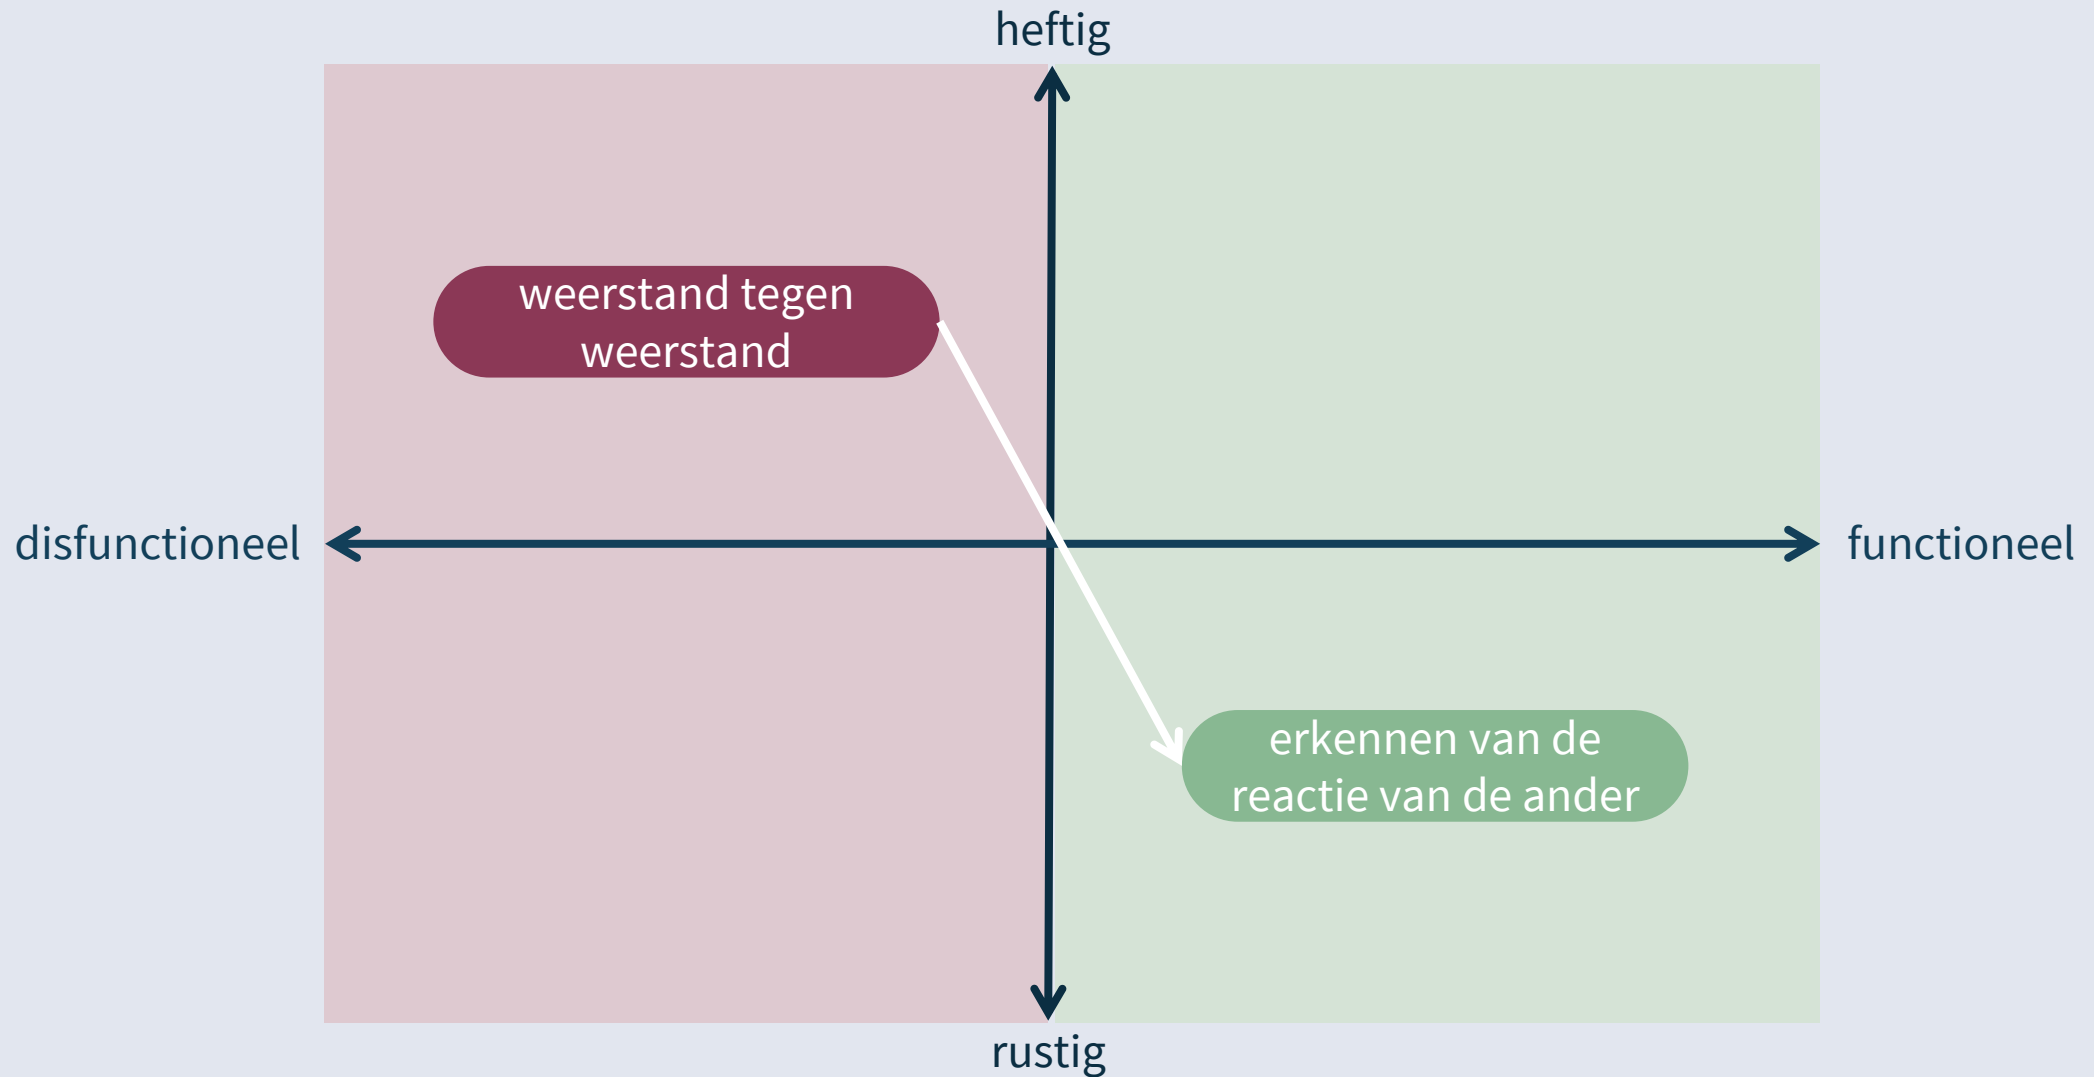 heftig
weerstand tegen
weerstand
disfunctioneel
functioneel
erkennen van de
reactie van de ander
rustig